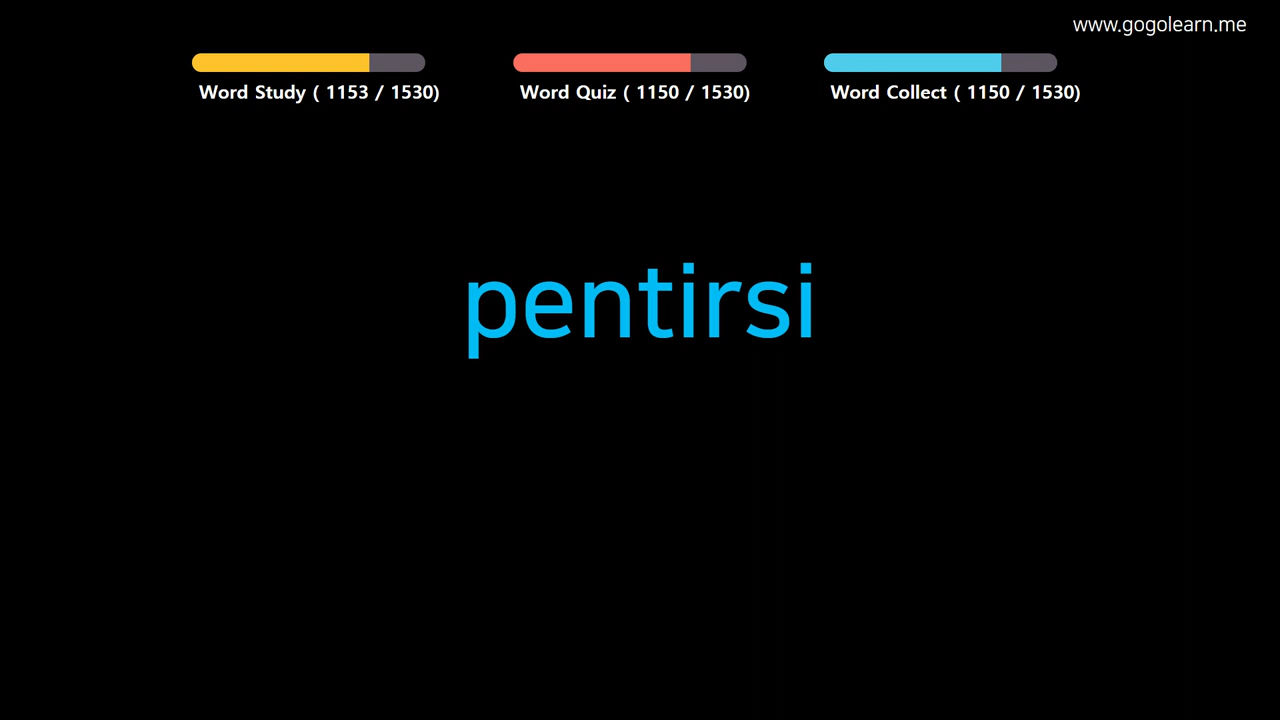 www.gogolearn.me
Word Study ( 1153 / 1530)
Word Quiz ( 1150 / 1530)
Word Collect ( 1150 / 1530)
pentirsi